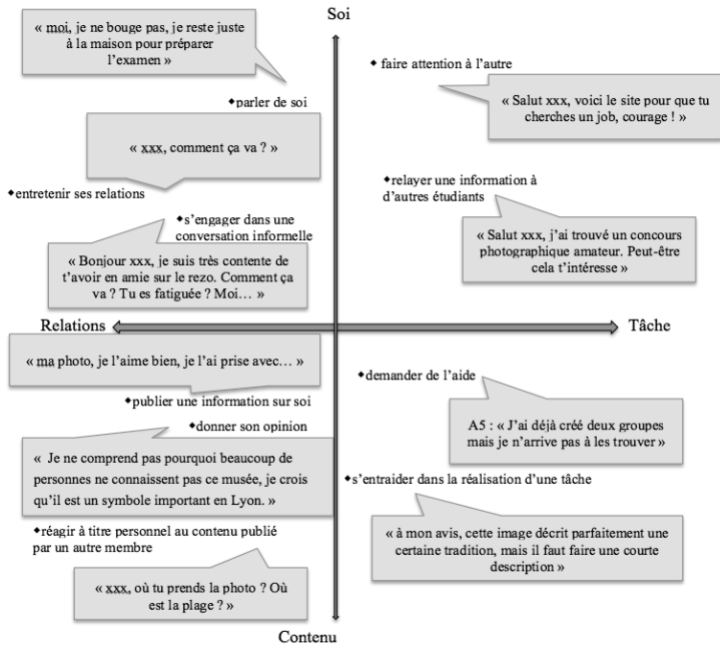 Soi
« moi, je ne bouge pas, je reste juste
à la maison pour préparer
l'examen »
◆parler de soi
« xxx, comment ça va ? »
◆entretenir ses relations
◆s'engager dans une
conversation informelle
« Bonjour xxx, je suis très contente de
t'avoir en amie sur le rezo. Comment ça
va ? Tu es fatiguée ? Moi… »
◆ faire attention à l'autre
« Salut xxx, voici le site pour que tu
cherches un job, courage ! »
◆relayer une information à
d'autres étudiants
« Salut xxx, j'ai trouvé un concours
photographique amateur. Peut-être
cela t'intéresse »
Relations
Tâche
« ma photo, je l'aime bien, je l'ai prise avec… »
◆publier une information sur soi
◆donner son opinion
« Je ne comprend pas pourquoi beaucoup de
personnes ne connaissent pas ce musée, je crois
qu'il est un symbole important en Lyon. »
◆réagir à titre personnel au contenu publié
par un autre membre
« xxx, où tu prends la photo ? Où
est la plage ? »
◆demander de l'aide
A5 : « J'ai déjà créé deux groupes
mais je n'arrive pas à les trouver »
◆s'entraider dans la réalisation d'une tâche
« à mon avis, cette image décrit parfaitement une
certaine tradition, mais il faut faire une courte
description »
Contenu